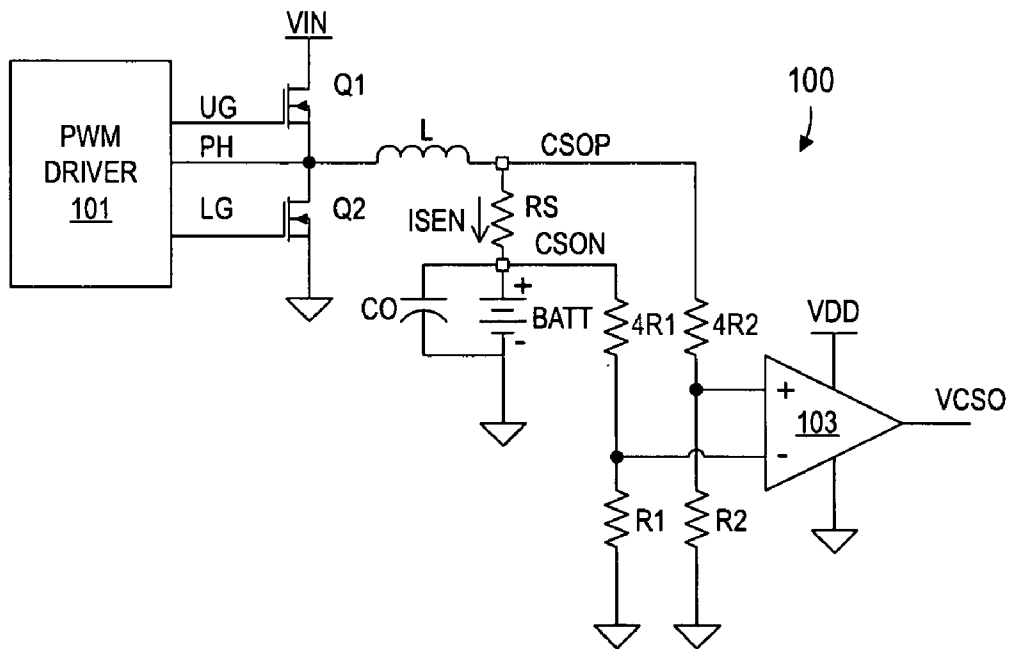 VIN
100
Q1
UG
PWM
DRIVER
101
PH
L
CSOP
LG
Q2
ISEN
RS
CSON
CO
+
BATT
-
4R1
4R2
VDD
+
103
-
VCSO
R1
R2